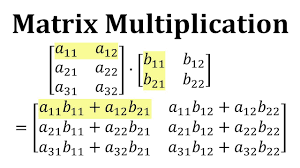 Matrix Multiplication
[a₁₁ a₁₂] [b₁₁ b₁₂]
[a₂₁ a₂₂] · [b₂₁ b₂₂]
[a₃₁ a₃₂]
[a₁₁b₁₁ + a₁₂b₂₁ a₁₁b₁₂ + a₁₂b₂₂]
= [a₂₁b₁₁ + a₂₂b₂₁ a₂₁b₁₂ + a₂₂b₂₂]
[a₃₁b₁₁ + a₃₂b₂₁ a₃₁b₁₂ + a₃₂b₂₂]